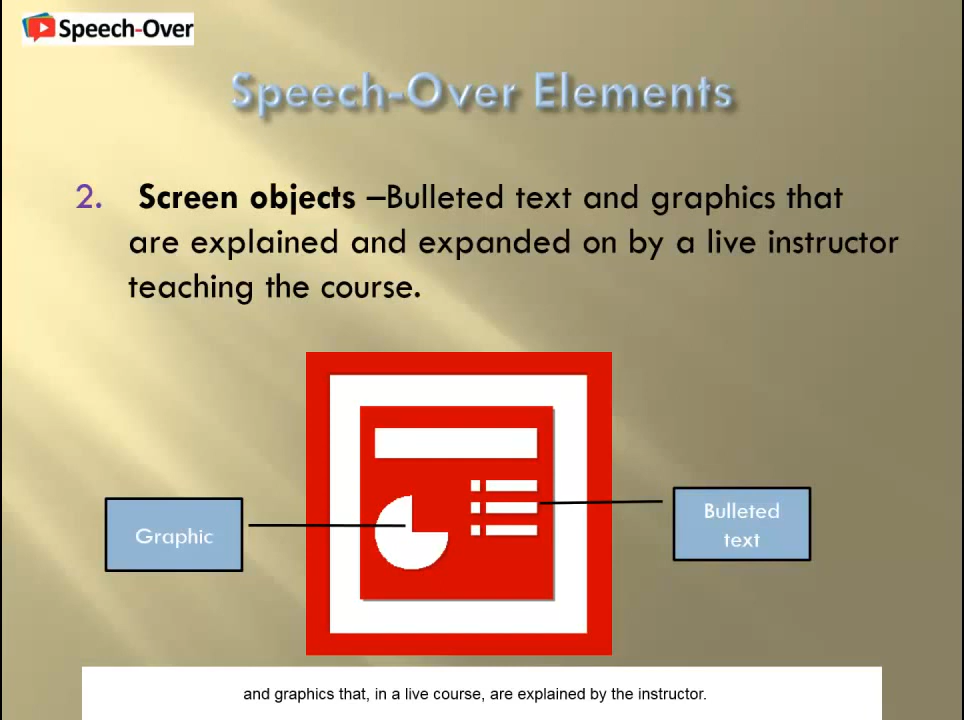 Speech-Over
Speech-Over Elements
2. Screen objects –Bulleted text and graphics that
are explained and expanded on by a live instructor
teaching the course.
Graphic
Bulleted
text
and graphics that, in a live course, are explained by the instructor.